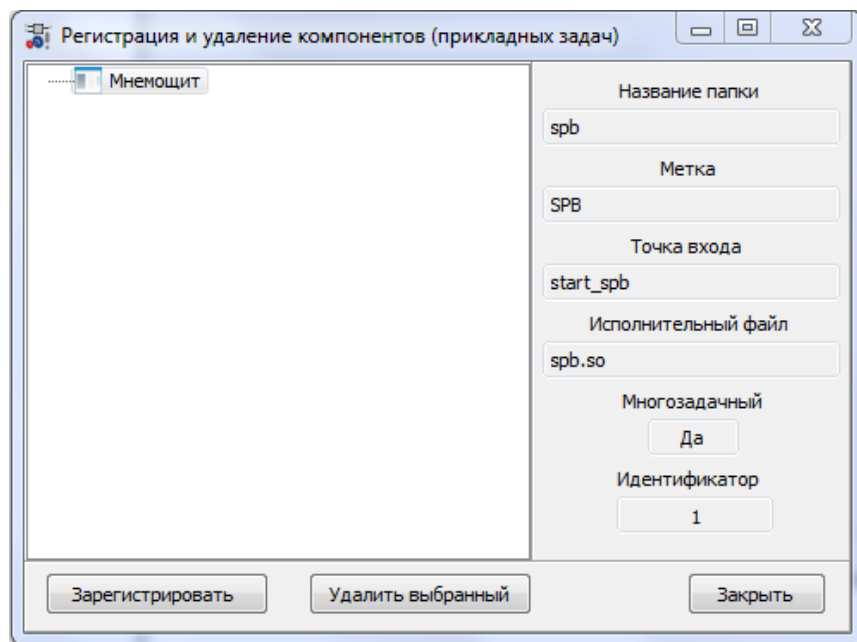 Регистрация и удаление компонентов (прикладных задач)
Мнемощит
Название папки
spb
Метка
SPB
Точка входа
start_spb
Исполнительный файл
spb.so
Многозадачный
Да
Идентификатор
1
Зарегистрировать Удалить выбранный Закрыть